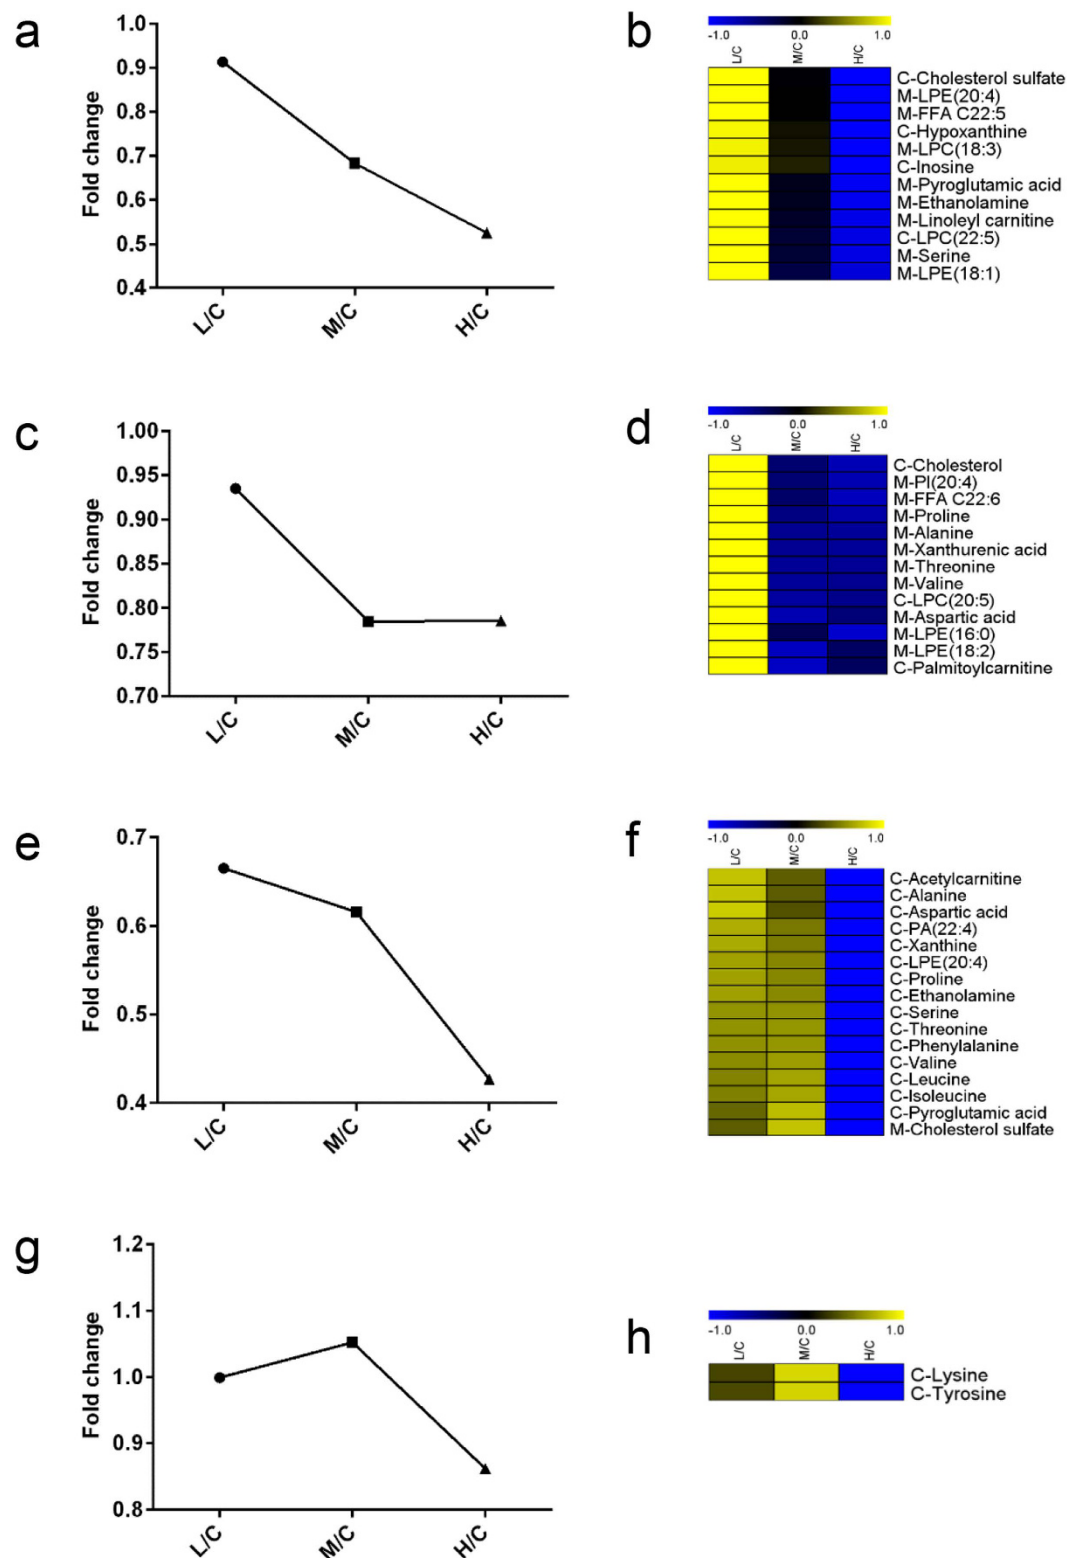 a
1.0
0.9
0.8
0.7
0.6
0.5
0.4
Fold change
L/C
M/C
H/C
b
-1.0 0.0 1.0
L/C M/C H/C
C-Cholesterol sulfate
M-LPE(20:4)
M-FFA C22:5
C-Hypoxanthine
M-LPC(18:3)
C-Inosine
M-Pyroglutamic acid
M-Ethanolamine
M-Linoleyl carnitine
C-LPC(22:5)
M-Serine
M-LPE(18:1)
c
1.00
0.95
0.90
0.85
0.80
0.75
0.70
Fold change
L/C
M/C
H/C
d
-1.0 0.0 1.0
L/C M/C H/C
C-Cholesterol
M-PI(20:4)
M-FFA C22:6
M-Proline
M-Alanine
M-Xanthurenic acid
M-Threonine
M-Valine
C-LPC(20:5)
M-Aspartic acid
M-LPE(16:0)
M-LPE(18:2)
C-Palmitoylcarnitine
e
0.7
0.6
0.5
0.4
Fold change
L/C
M/C
H/C
f
-1.0 0.0 1.0
L/C M/C H/C
C-Acetylcarnitine
C-Alanine
C-Aspartic acid
C-PA(22:4)
C-Xanthine
C-LPE(20:4)
C-Proline
C-Ethanolamine
C-Serine
C-Threonine
C-Phenylalanine
C-Valine
C-Leucine
C-Isoleucine
C-Pyroglutamic acid
M-Cholesterol sulfate
g
1.2
1.1
1.0
0.9
0.8
Fold change
L/C
M/C
H/C
h
-1.0 0.0 1.0
L/C M/C H/C
C-Lysine
C-Tyrosine